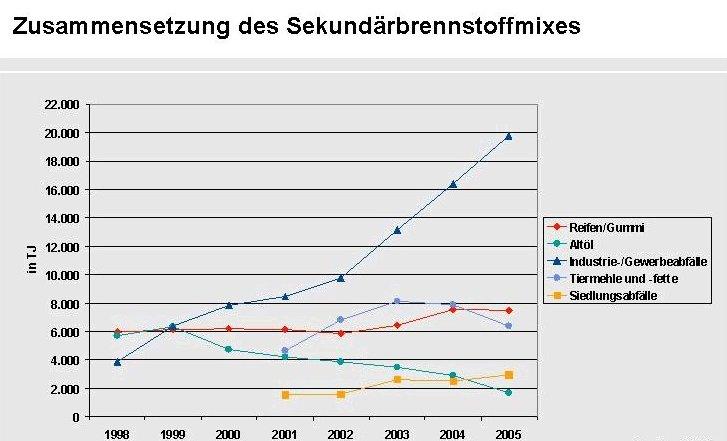 Zusammensetzung des Sekundärbrennstoffmixes
22.000
20.000
18.000
16.000
14.000
12.000
10.000
8.000
6.000
4.000
2.000
0
in TJ
1998 1999 2000 2001 2002 2003 2004 2005
Reifen/Gummi
Altöl
Industrie-/Gewerbeabfälle
Tiermehle und -fette
Siedlungsabfälle